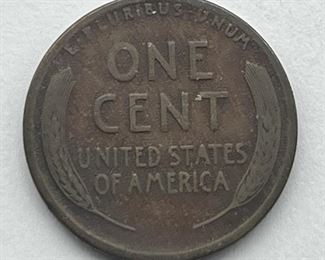 E·PLURIBUS·UNUM
ONE
CENT
UNITED STATES
OF AMERICA